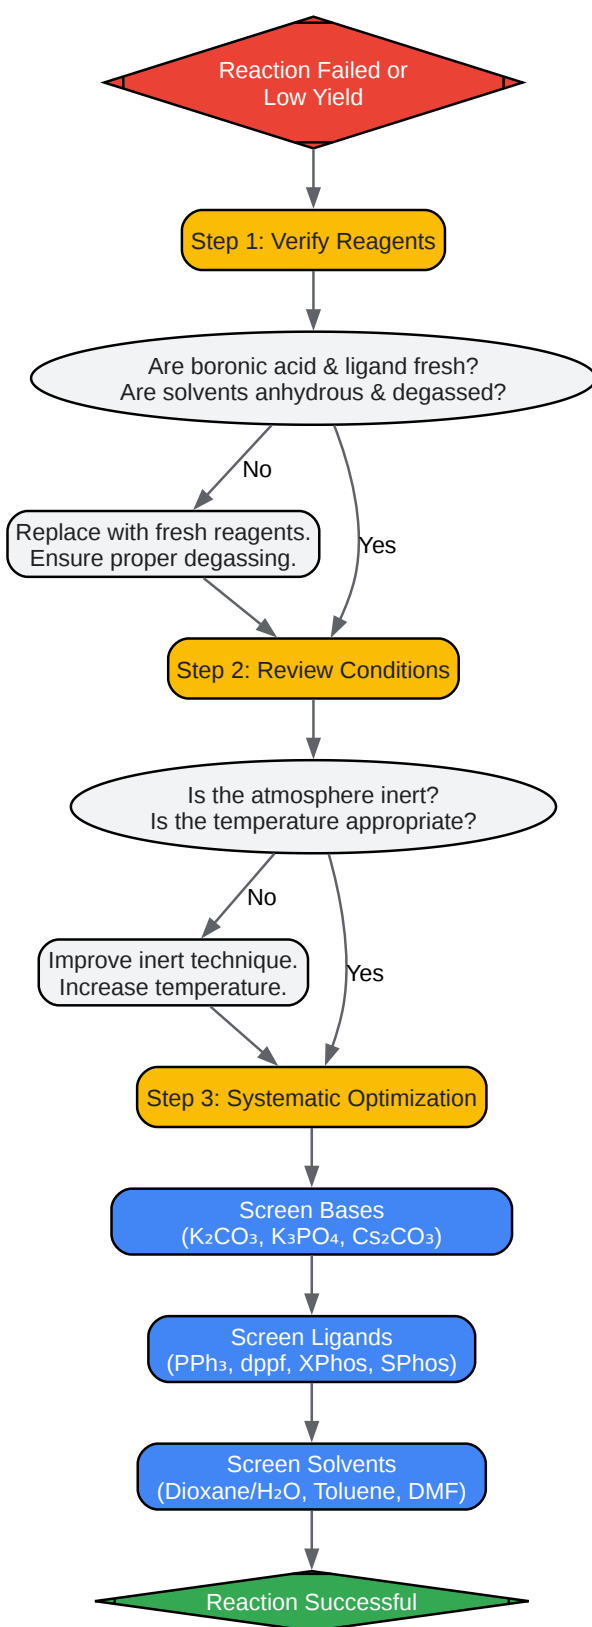 Reaction Failed or
Low Yield
Step 1: Verify Reagents
Are boronic acid & ligand fresh?
Are solvents anhydrous & degassed?
No
Replace with fresh reagents.
Ensure proper degassing.
Yes
Step 2: Review Conditions
Is the atmosphere inert?
Is the temperature appropriate?
No
Improve inert technique.
Increase temperature.
Yes
Step 3: Systematic Optimization
Screen Bases
(K₂CO₃, K₃PO₄, Cs₂CO₃)
Screen Ligands
(PPh₃, dppf, XPhos, SPhos)
Screen Solvents
(Dioxane/H₂O, Toluene, DMF)
Reaction Successful